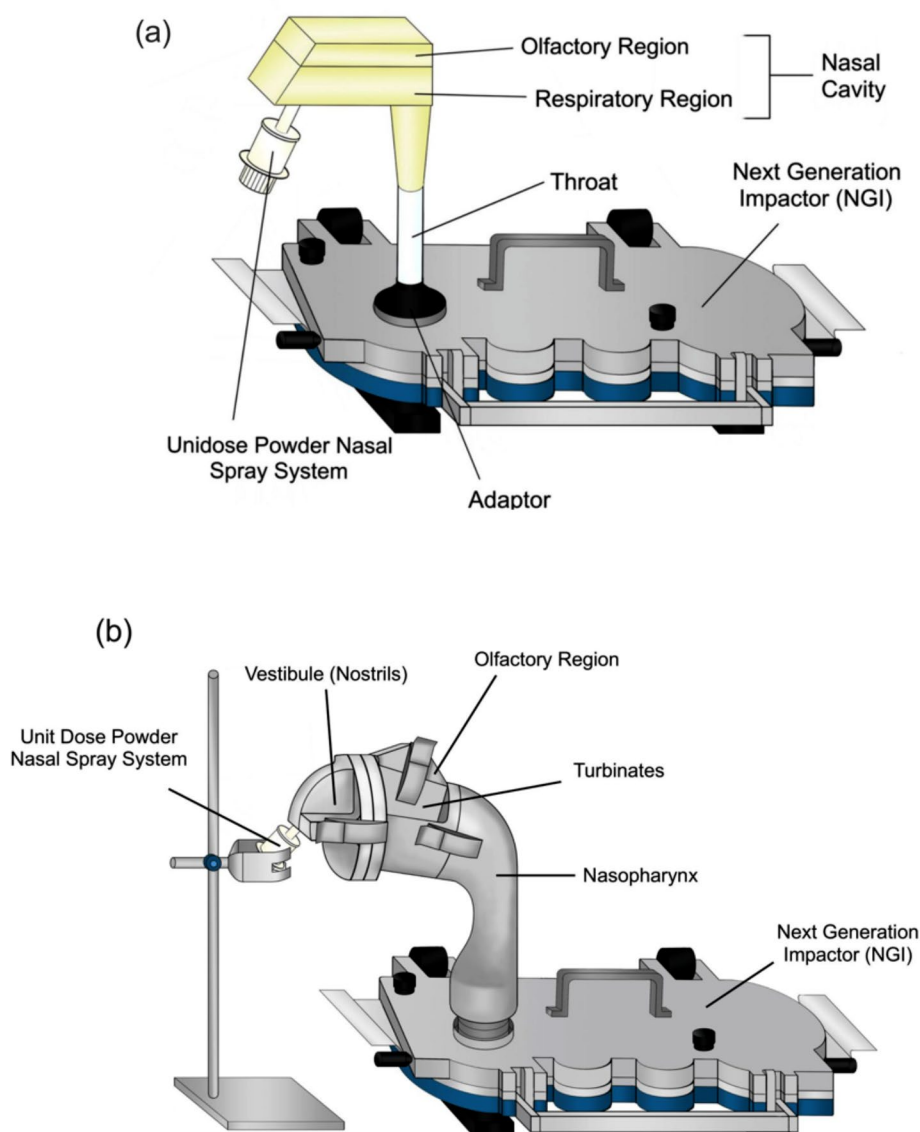 (a)
Olfactory Region
Respiratory Region
Nasal
Cavity
Next Generation
Impactor (NGI)
Throat
Unidose Powder Nasal
Spray System
Adaptor
(b)
Olfactory Region
Vestibule (Nostrils)
Unit Dose Powder
Nasal Spray System
Turbinates
Nasopharynx
Next Generation
Impactor (NGI)